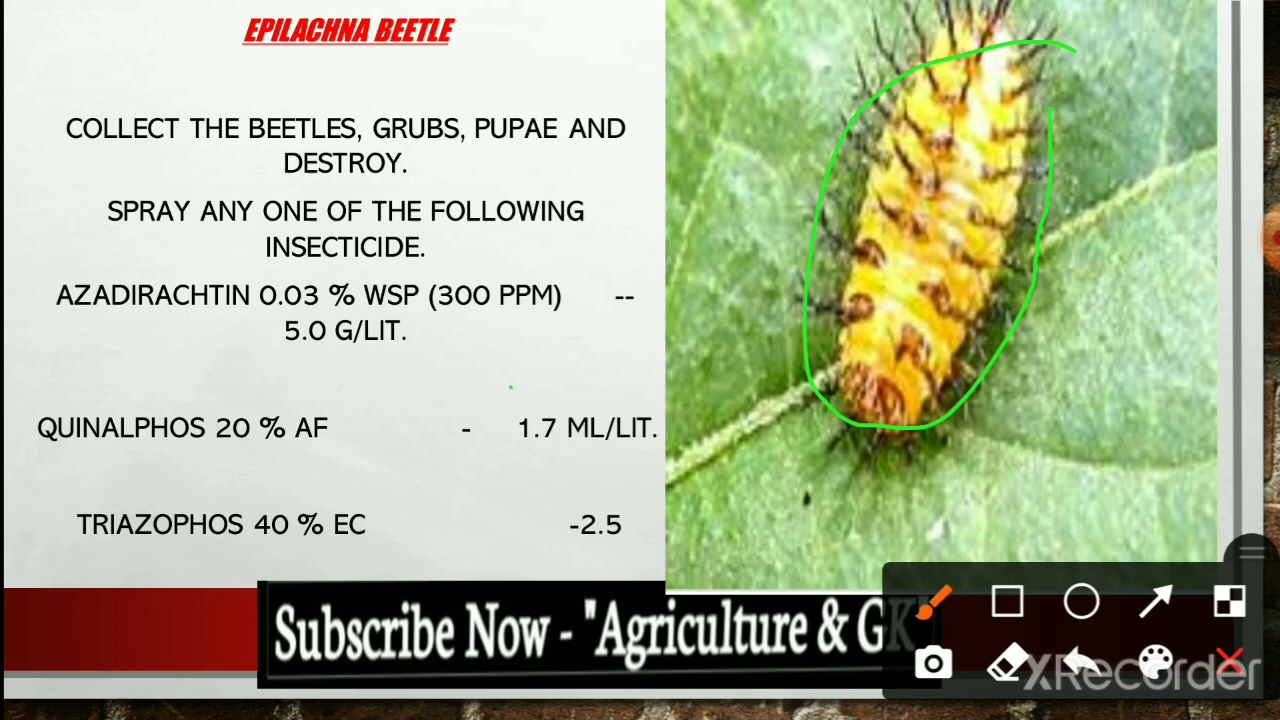 EPILACHNA BEETLE
COLLECT THE BEETLES, GRUBS, PUPAE AND
DESTROY.
SPRAY ANY ONE OF THE FOLLOWING
INSECTICIDE.
AZADIRACHTIN 0.03 % WSP (300 PPM) --
5.0 G/LIT.
QUINALPHOS 20 % AF - 1.7 ML/LIT.
TRIAZOPHOS 40 % EC -2.5
Subscribe Now - "Agriculture & GK"
XRecorder